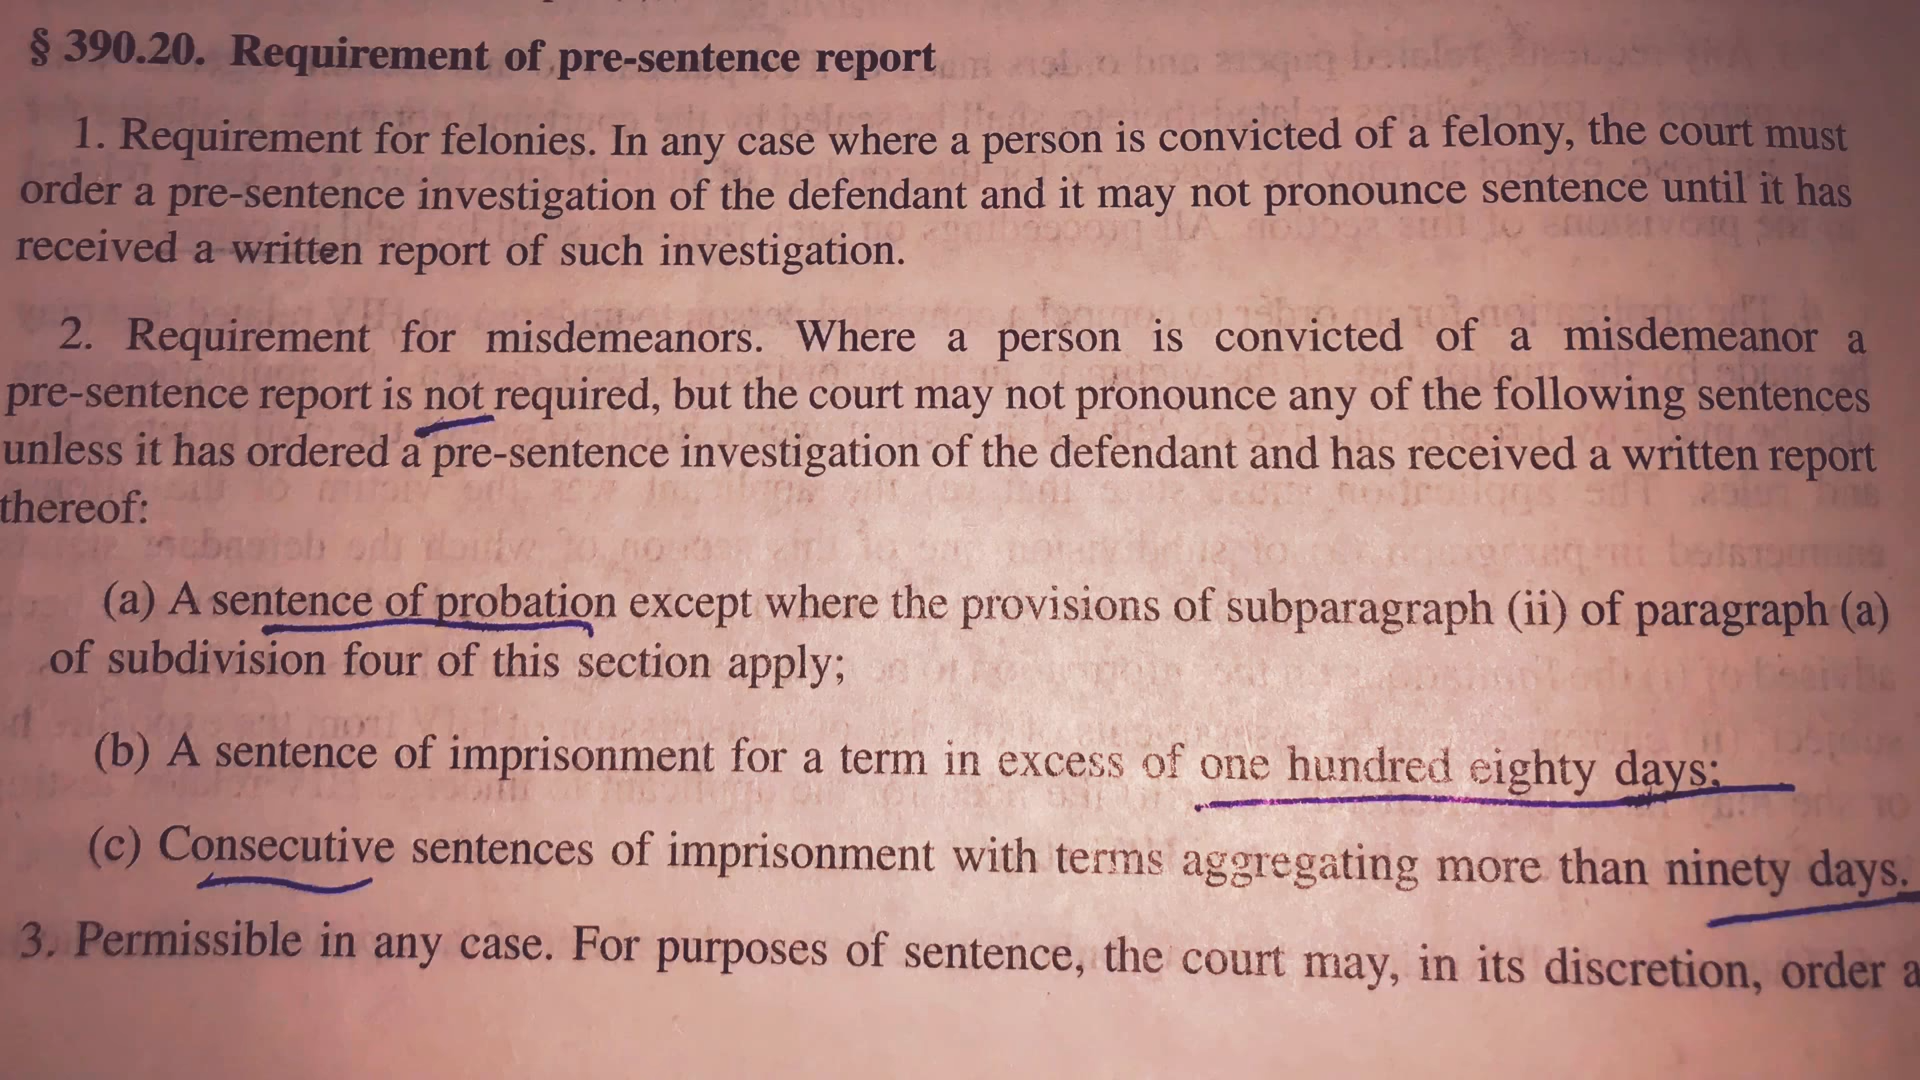 § 390.20. Requirement of pre-sentence report
1. Requirement for felonies. In any case where a person is convicted of a felony, the court must
order a pre-sentence investigation of the defendant and it may not pronounce sentence until it has
received a written report of such investigation.
2. Requirement for misdemeanors. Where a person is convicted of a misdemeanor a
pre-sentence report is not required, but the court may not pronounce any of the following sentences
unless it has ordered a pre-sentence investigation of the defendant and has received a written report
thereof:
(a) A sentence of probation except where the provisions of subparagraph (ii) of paragraph (a)
of subdivision four of this section apply;
(b) A sentence of imprisonment for a term in excess of one hundred eighty days;
(c) Consecutive sentences of imprisonment with terms aggregating more than ninety days.
3. Permissible in any case. For purposes of sentence, the court may, in its discretion, order a